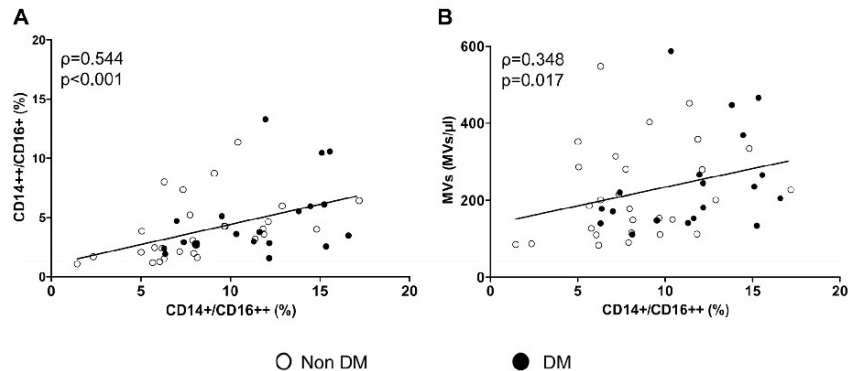 A
B
ρ=0.544
p<0.001
CD14++/CD16+ (%)
20
15
10
5
0
0 5 10 15 20
CD14+/CD16++ (%)
ρ=0.348
p=0.017
MVs (MVs/µl)
600
400
200
0
0 5 10 15 20
CD14+/CD16++ (%)
Non DM
DM